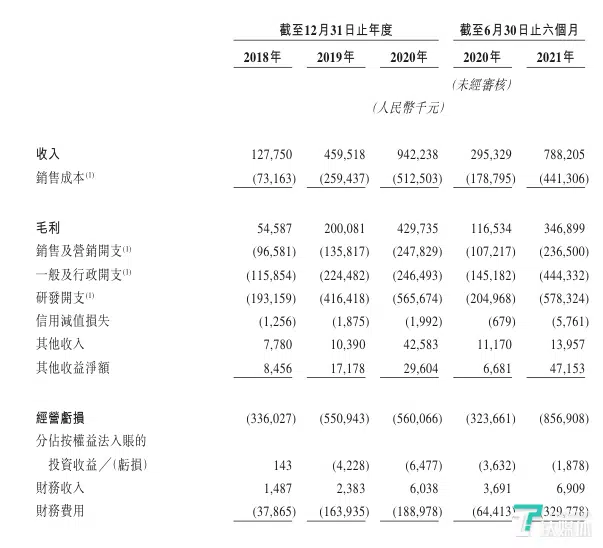 截至12月31日止年度 截至6月30日止六個月
2018年 2019年 2020年 2020年 2021年
(未經審核)
(人民幣千元)
收入 127,750 459,518 942,238 295,329 788,205
銷售成本(1) (73,163) (259,437) (512,503) (178,795) (441,306)
毛利 54,587 200,081 429,735 116,534 346,899
銷售及營銷開支(1) (96,581) (135,817) (247,829) (107,217) (236,500)
一般及行政開支(1) (115,854) (224,482) (246,493) (145,182) (444,332)
研發開支(1) (193,159) (416,418) (565,674) (204,968) (578,324)
信用減值損失 (1,256) (1,875) (1,992) (679) (5,761)
其他收入 7,780 10,390 42,583 11,170 13,957
其他收益淨額 8,456 17,178 29,604 6,681 47,153
經營虧損 (336,027) (550,943) (560,066) (323,661) (856,908)
分佔按權益法入賬的
投資收益／(虧損) 143 (4,228) (6,477) (3,632) (1,878)
財務收入 1,487 2,383 6,038 3,691 6,909
財務費用 (37,865) (163,935) (188,978) (64,413) (329,778)
鈦媒體